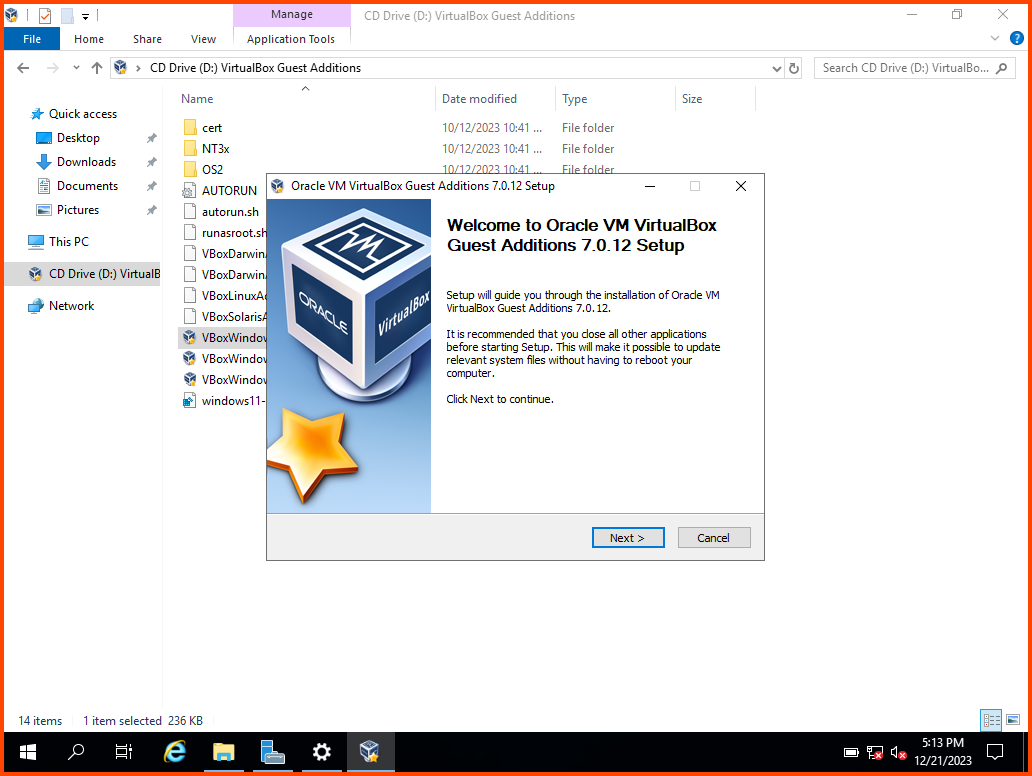 Manage
CD Drive (D:) VirtualBox Guest Additions
File Home Share View Application Tools
CD Drive (D:) VirtualBox Guest Additions
Search CD Drive (D:) VirtualBo...
Name Date modified Type Size
Quick access
Desktop
Downloads
Documents
Pictures
This PC
CD Drive (D:) VirtualB
Network
cert 10/12/2023 10:41 ... File folder
NT3x 10/12/2023 10:41 ... File folder
OS2 10/12/2023 10:41 ... File folder
AUTORUN
autorun.sh
runasroot.sh
VBoxDarwin
VBoxDarwin
VBoxLinuxAd
VBoxSolarisA
VBoxWindow
VBoxWindow
VBoxWindow
windows11-
Oracle VM VirtualBox Guest Additions 7.0.12 Setup
ORACLE
VirtualBox
Welcome to Oracle VM VirtualBox
Guest Additions 7.0.12 Setup
Setup will guide you through the installation of Oracle VM
VirtualBox Guest Additions 7.0.12.
It is recommended that you close all other applications
before starting Setup. This will make it possible to update
relevant system files without having to reboot your
computer.
Click Next to continue.
Next >
Cancel
14 items 1 item selected 236 KB
5:13 PM
12/21/2023